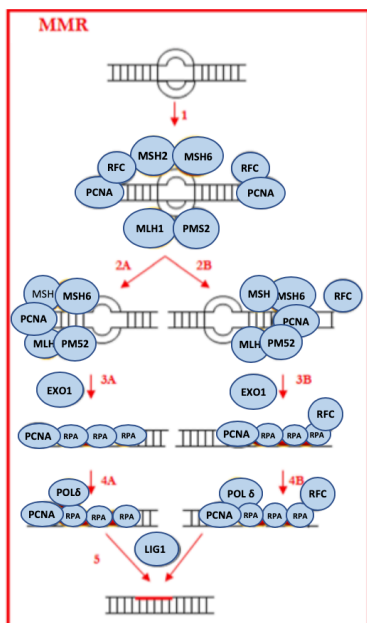 MMR
1
MSH2 MSH6
RFC RFC
PCNA PCNA
MLH1 PMS2
2A 2B
MSH MSH6 MSH MSH6 RFC
PCNA PCNA
MLH PM52 MLH PM52
EXO1 3A EXO1 3B
RFC
PCNA RPA RPA RPA PCNA RPA RPA RPA
4A 4B
POLδ POL δ RFC
PCNA RPA RPA RPA PCNA RPA RPA RPA
5 LIG1